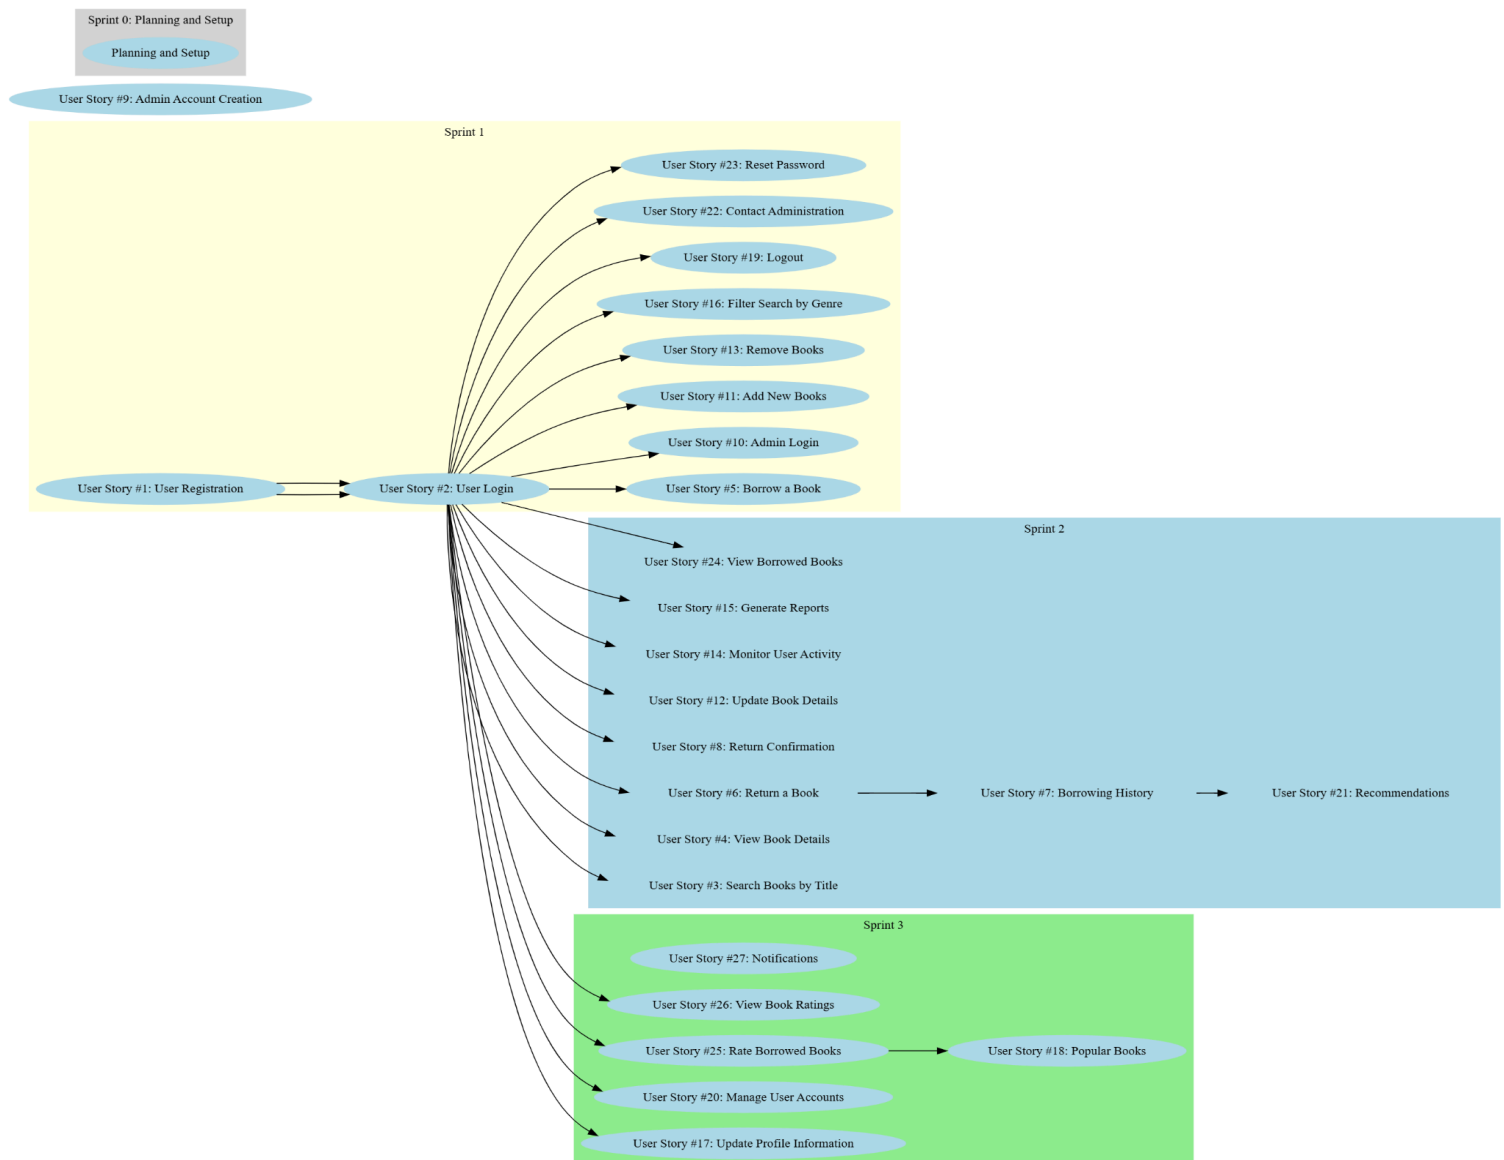 Sprint 0: Planning and Setup
Planning and Setup
User Story #9: Admin Account Creation
Sprint 1
User Story #23: Reset Password
User Story #22: Contact Administration
User Story #19: Logout
User Story #16: Filter Search by Genre
User Story #13: Remove Books
User Story #11: Add New Books
User Story #10: Admin Login
User Story #1: User Registration
User Story #2: User Login
User Story #5: Borrow a Book
Sprint 2
User Story #24: View Borrowed Books
User Story #15: Generate Reports
User Story #14: Monitor User Activity
User Story #12: Update Book Details
User Story #8: Return Confirmation
User Story #6: Return a Book
User Story #7: Borrowing History
User Story #21: Recommendations
User Story #4: View Book Details
User Story #3: Search Books by Title
Sprint 3
User Story #27: Notifications
User Story #26: View Book Ratings
User Story #25: Rate Borrowed Books
User Story #18: Popular Books
User Story #20: Manage User Accounts
User Story #17: Update Profile Information